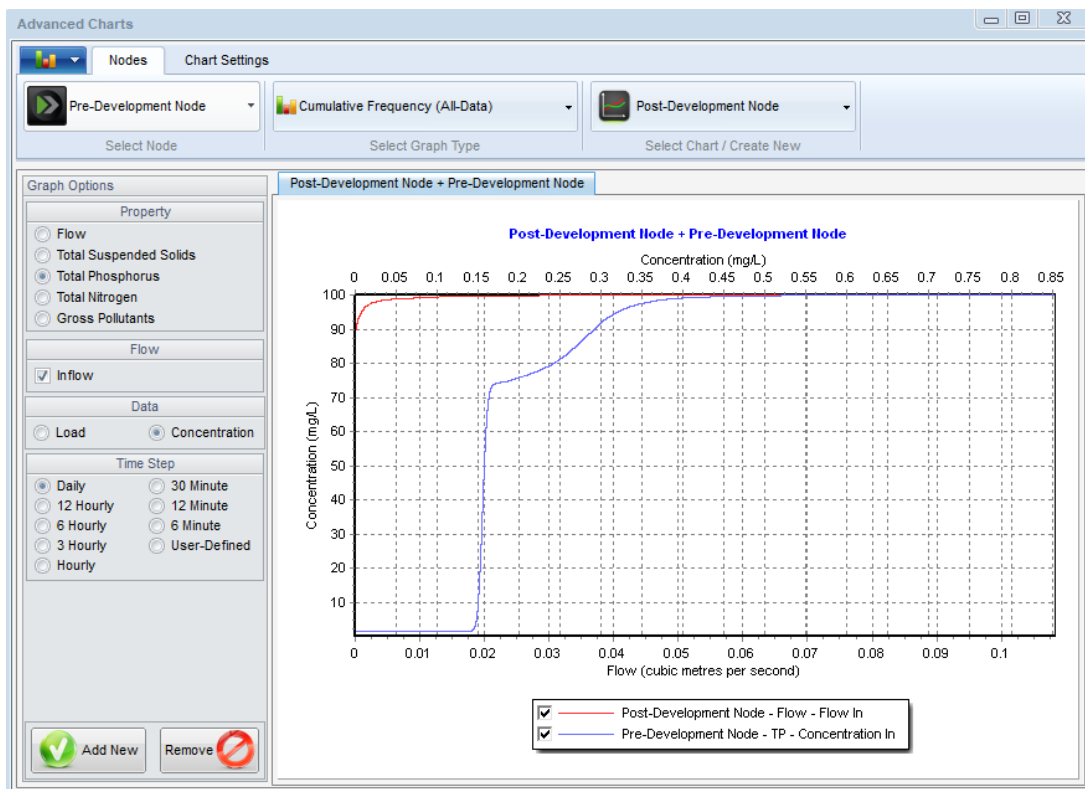 Advanced Charts
Nodes Chart Settings
Pre-Development Node Cumulative Frequency (All-Data) Post-Development Node
Select Node Select Graph Type Select Chart / Create New
Graph Options
Property
Flow
Total Suspended Solids
Total Phosphorus
Total Nitrogen
Gross Pollutants
Flow
Inflow
Data
Load Concentration
Time Step
Daily 30 Minute
12 Hourly 12 Minute
6 Hourly 6 Minute
3 Hourly User-Defined
Hourly
Add New Remove
Post-Development Node + Pre-Development Node
Post-Development Node + Pre-Development Node
Concentration (mg/L)
0 0.05 0.1 0.15 0.2 0.25 0.3 0.35 0.4 0.45 0.5 0.55 0.6 0.65 0.7 0.75 0.8 0.85
100
90
80
70
60
50
40
30
20
10
Concentration (mg/L)
0 0.01 0.02 0.03 0.04 0.05 0.06 0.07 0.08 0.09 0.1
Flow (cubic metres per second)
Post-Development Node - Flow - Flow In
Pre-Development Node - TP - Concentration In